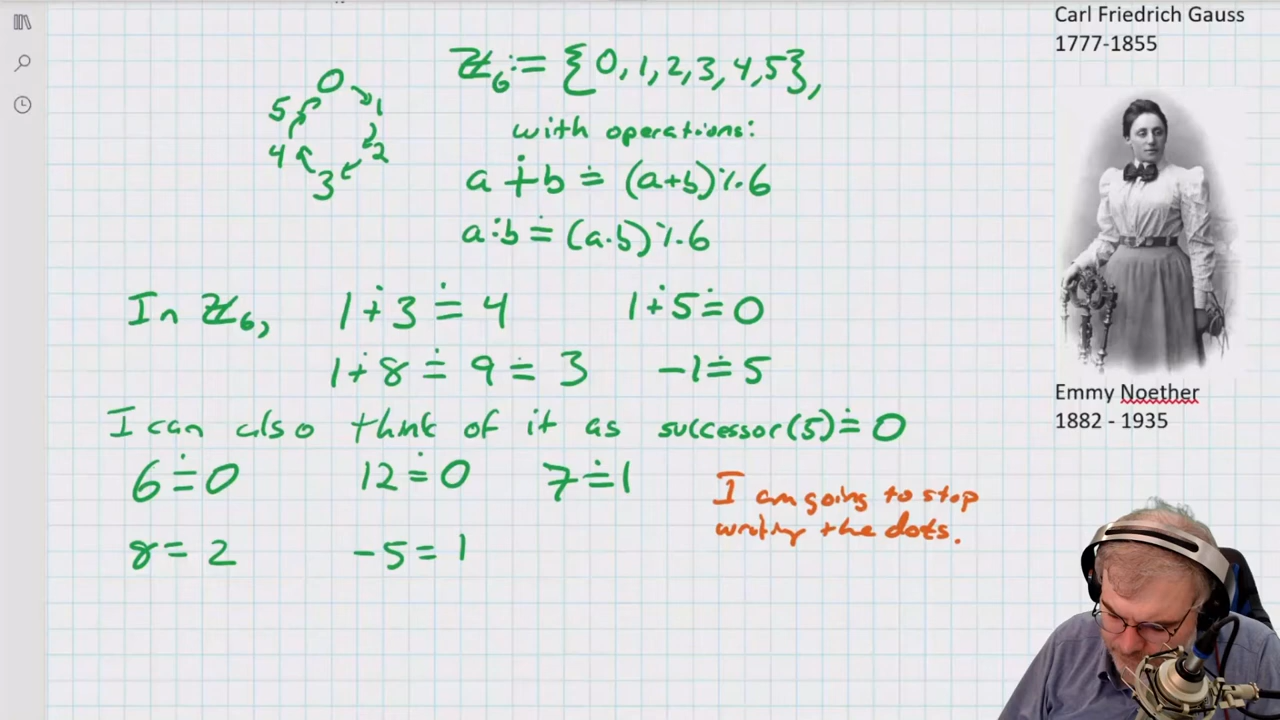 Carl Friedrich Gauss
1777-1855
0 1 2 3 4 5
ℤ₆ := {0, 1, 2, 3, 4, 5},
with operations:
a ∔ b ≐ (a+b) % 6
a : b ≐ (a·b) % 6
In ℤ₆, 1 ∔ 3 ≐ 4 1 ∔ 5 ≐ 0
1 ∔ 8 ≐ 9 ≐ 3 -1 ≐ 5
Emmy Noether
1882 - 1935
I can also think of it as successor(5) ≐ 0
6 ≐ 0 12 ≐ 0 7 ≐ 1
I am going to stop
writing the dots.
8 = 2 -5 = 1